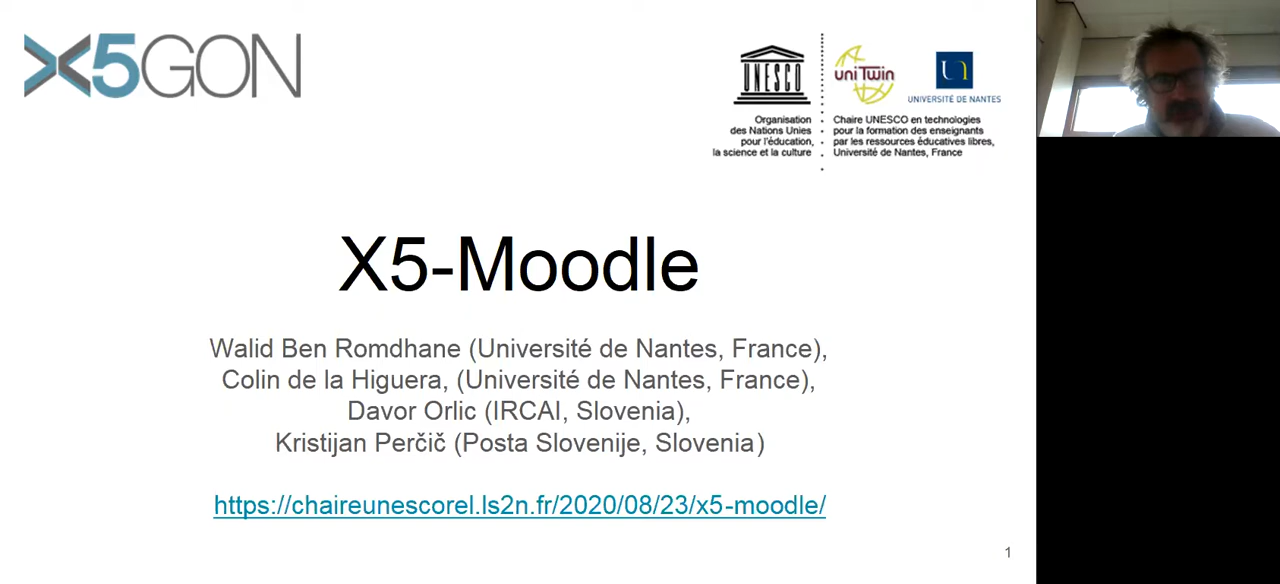 X5GON
UNESCO
Organisation
des Nations Unies
pour l'éducation,
la science et la culture
uniTwin
UNIVERSITÉ DE NANTES
Chaire UNESCO en technologies
pour la formation des enseignants
par les ressources éducatives libres,
Université de Nantes, France
X5-Moodle
Walid Ben Romdhane (Université de Nantes, France),
Colin de la Higuera, (Université de Nantes, France),
Davor Orlic (IRCAI, Slovenia),
Kristijan Perčič (Posta Slovenije, Slovenia)
https://chaireunescorel.ls2n.fr/2020/08/23/x5-moodle/
1